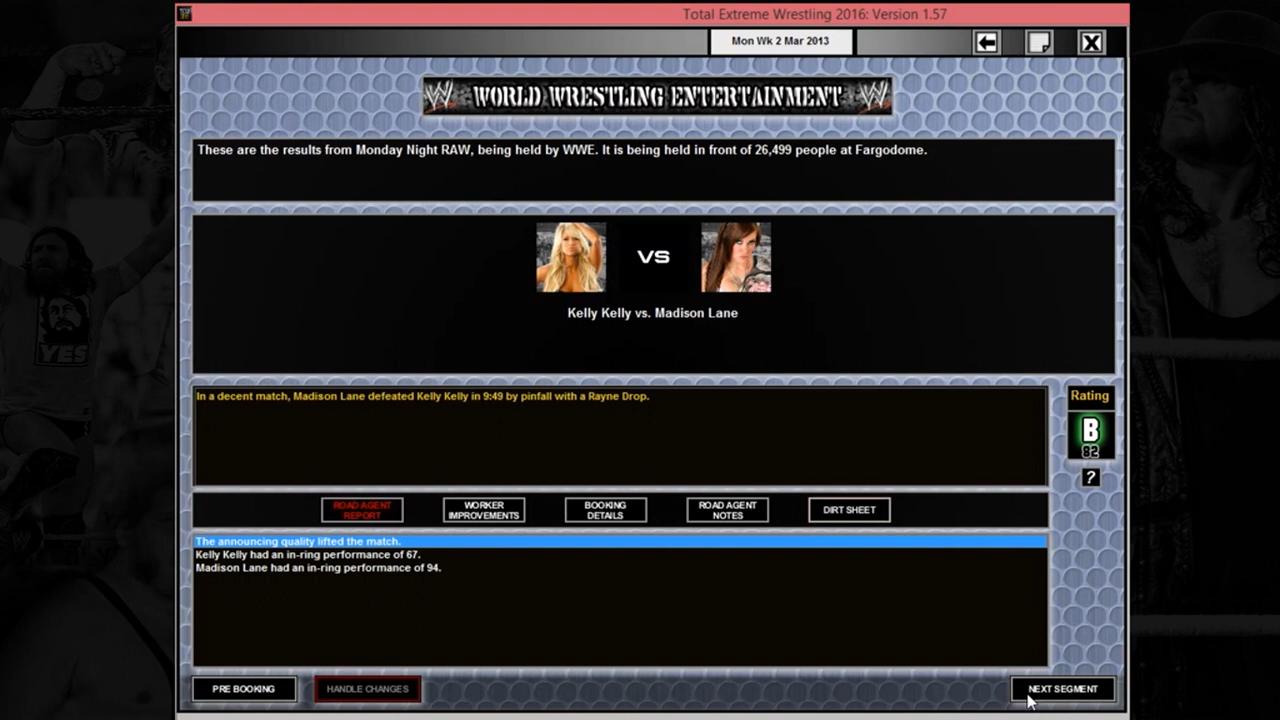 Total Extreme Wrestling 2016: Version 1.57
Mon Wk 2 Mar 2013
WORLD WRESTLING ENTERTAINMENT
These are the results from Monday Night RAW, being held by WWE. It is being held in front of 26,499 people at Fargodome.
VS
Kelly Kelly vs. Madison Lane
In a decent match, Madison Lane defeated Kelly Kelly in 9:49 by pinfall with a Rayne Drop.
Rating
B
82
?
ROAD AGENT REPORT
WORKER IMPROVEMENTS
BOOKING DETAILS
ROAD AGENT NOTES
DIRT SHEET
The announcing quality lifted the match.
Kelly Kelly had an in-ring performance of 67.
Madison Lane had an in-ring performance of 94.
PRE BOOKING
HANDLE CHANGES
NEXT SEGMENT
YES